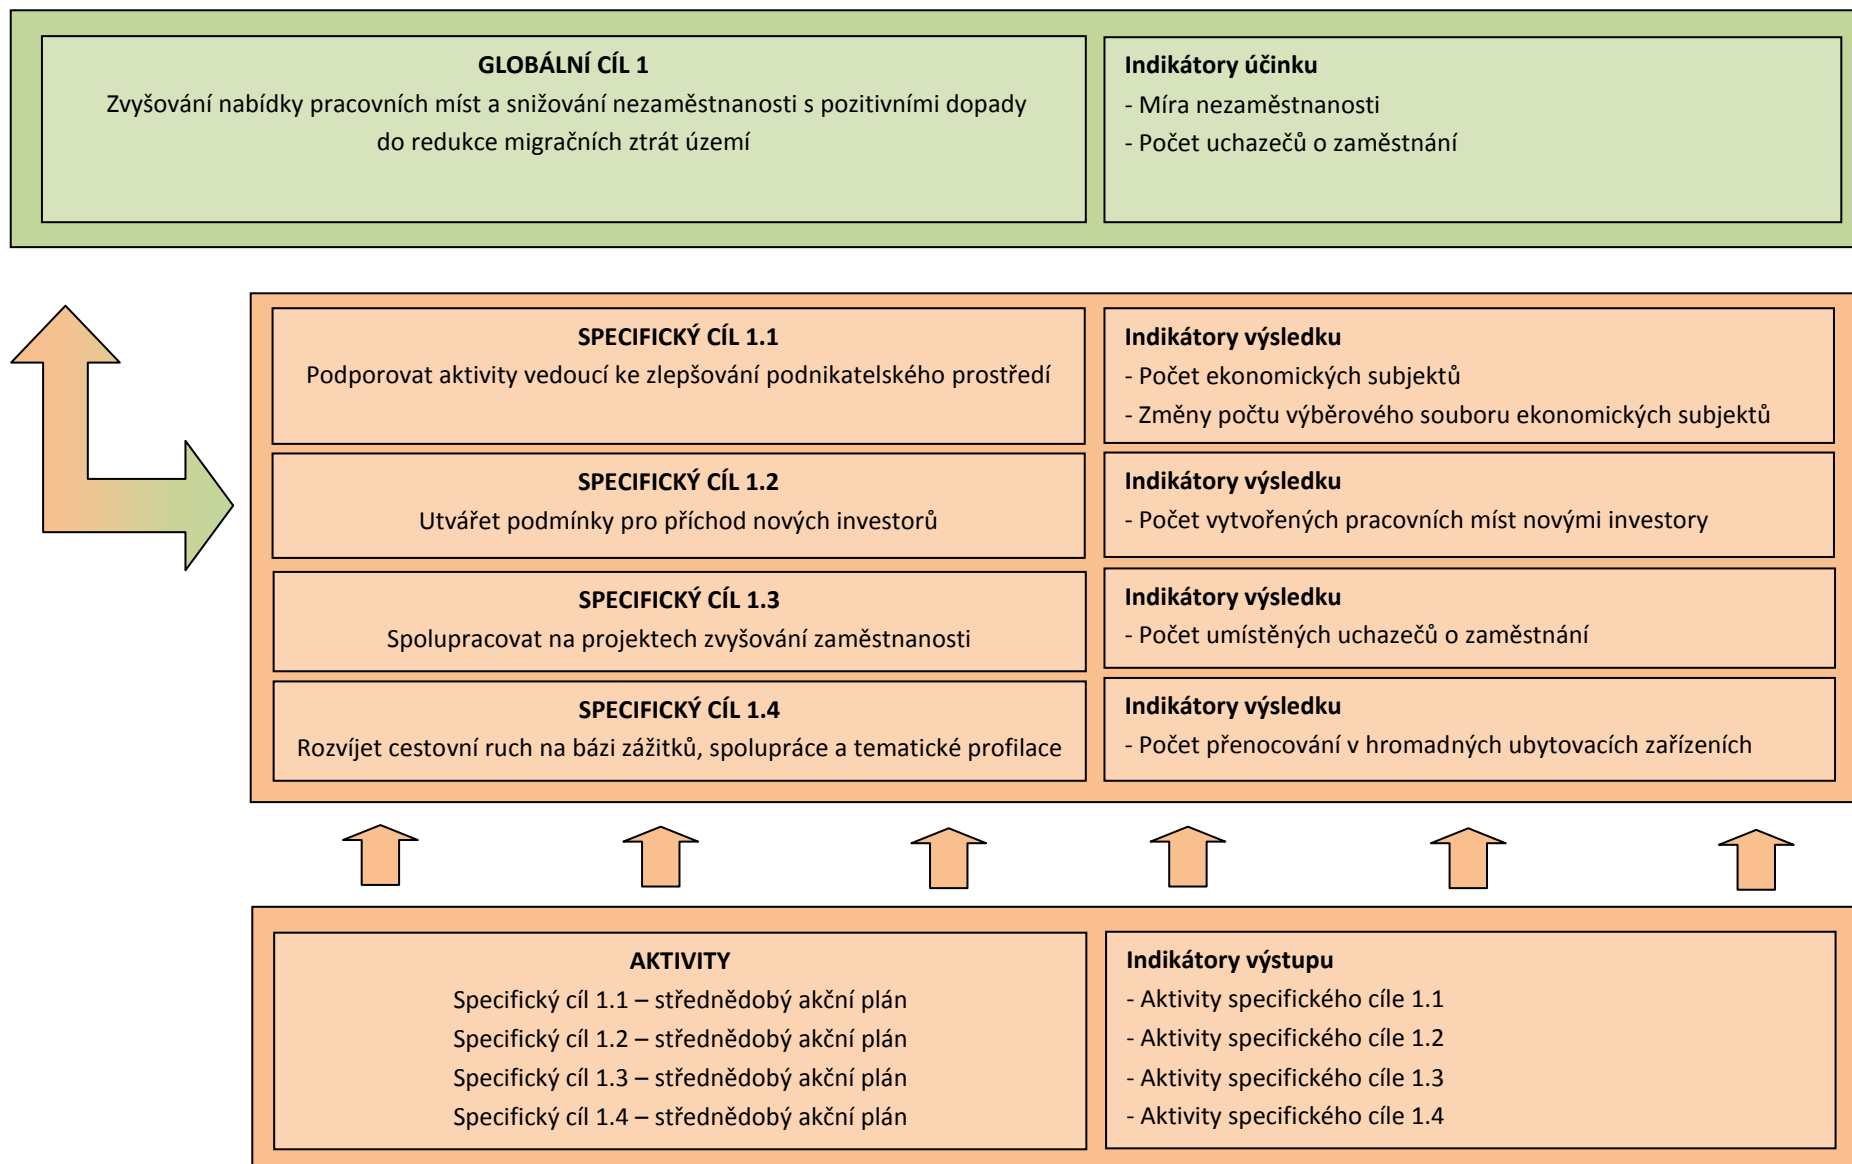 GLOBÁLNÍ CÍL 1
Zvyšování nabídky pracovních míst a snižování nezaměstnanosti s pozitivními dopady
do redukce migračních ztrát území
Indikátory účinku
- Míra nezaměstnanosti
- Počet uchazečů o zaměstnání
SPECIFICKÝ CÍL 1.1
Podporovat aktivity vedoucí ke zlepšování podnikatelského prostředí
Indikátory výsledku
- Počet ekonomických subjektů
- Změny počtu výběrového souboru ekonomických subjektů
SPECIFICKÝ CÍL 1.2
Utvářet podmínky pro příchod nových investorů
Indikátory výsledku
- Počet vytvořených pracovních míst novými investory
SPECIFICKÝ CÍL 1.3
Spolupracovat na projektech zvyšování zaměstnanosti
Indikátory výsledku
- Počet umístěných uchazečů o zaměstnání
SPECIFICKÝ CÍL 1.4
Rozvíjet cestovní ruch na bázi zážitků, spolupráce a tematické profilace
Indikátory výsledku
- Počet přenocování v hromadných ubytovacích zařízeních
AKTIVITY
Specifický cíl 1.1 – střednědobý akční plán
Specifický cíl 1.2 – střednědobý akční plán
Specifický cíl 1.3 – střednědobý akční plán
Specifický cíl 1.4 – střednědobý akční plán
Indikátory výstupu
- Aktivity specifického cíle 1.1
- Aktivity specifického cíle 1.2
- Aktivity specifického cíle 1.3
- Aktivity specifického cíle 1.4